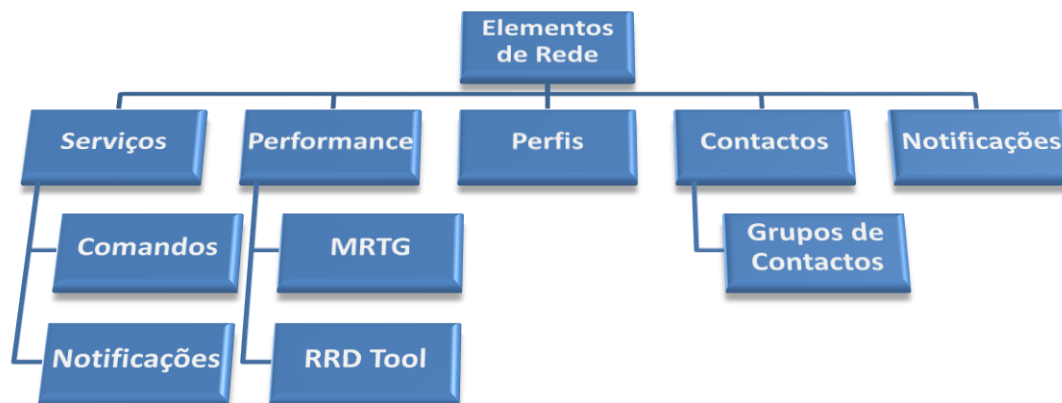 Elementos
de Rede
Serviços
Performance
Perfis
Contactos
Notificações
Comandos
MRTG
Grupos de
Contactos
Notificações
RRD Tool